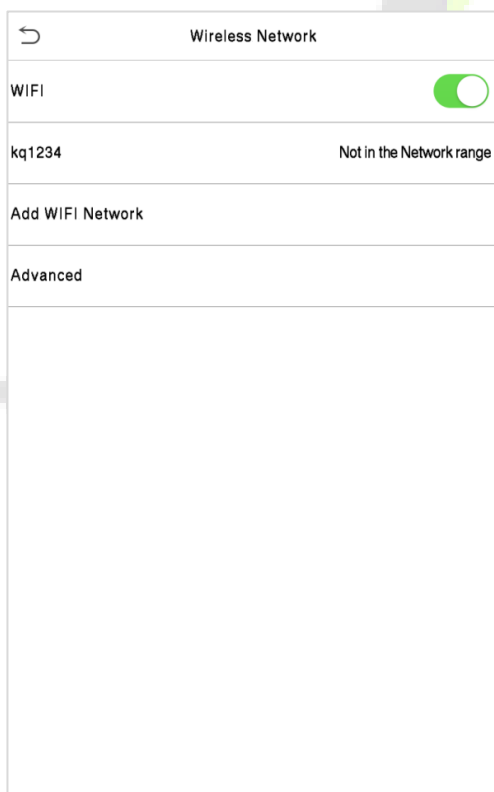 Wireless Network
WIFI
kq1234 Not in the Network range
Add WIFI Network
Advanced